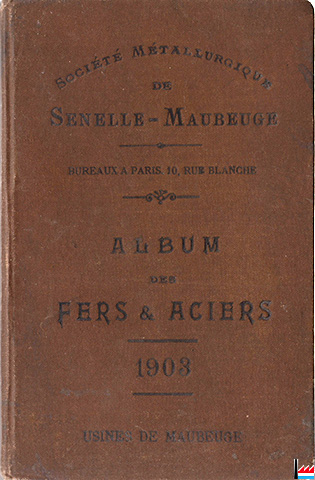 SOCIÉTÉ MÉTALLURGIQUE
DE
SENELLE-MAUBEUGE
BUREAUX A PARIS 10, RUE BLANCHE
ALBUM
DES
FERS & ACIERS
1903
USINES DE MAUBEUGE